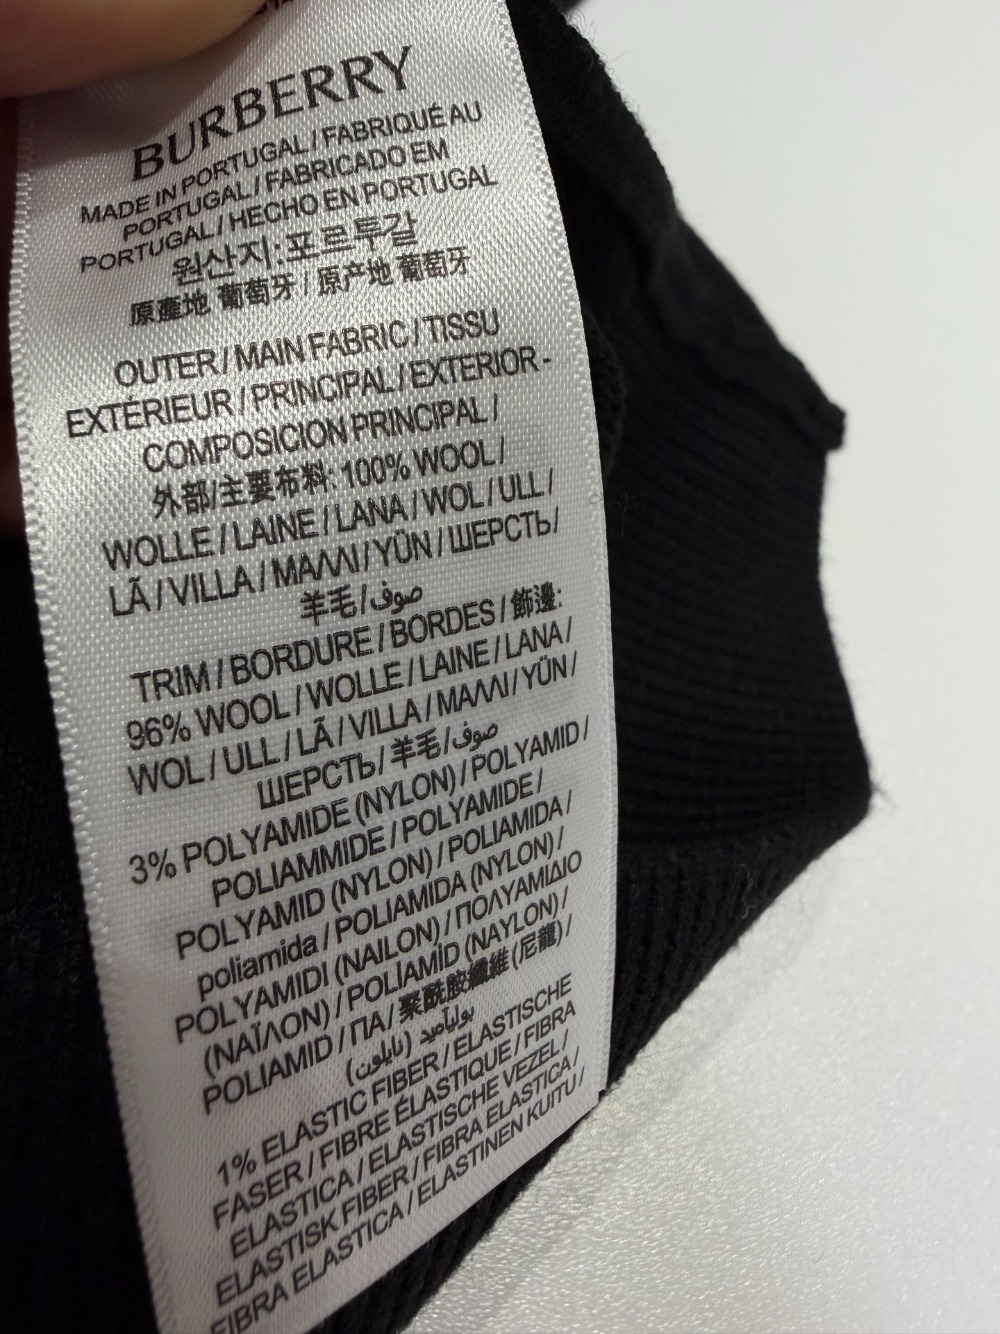 BURBERRY
MADE IN PORTUGAL / FABRIQUÉ AU
PORTUGAL / FABRICADO EM
PORTUGAL / HECHO EN PORTUGAL
원산지:포르투갈
原產地 葡萄牙 / 原产地 葡萄牙
OUTER / MAIN FABRIC / TISSU
EXTÉRIEUR / PRINCIPAL / EXTERIOR -
COMPOSICION PRINCIPAL /
外部/主要布料: 100% WOOL /
WOLLE / LAINE / LANA / WOL / ULL /
LÃ / VILLA / ΜΑΛΛΙ / YÜN / ШЕРСТЬ /
羊毛 / صوف
TRIM / BORDURE / BORDES / 飾邊:
96% WOOL / WOLLE / LAINE / LANA /
WOL / ULL / LÃ / VILLA / ΜΑΛΛΙ / YÜN /
ШЕРСТЬ / 羊毛 / صوف
3% POLYAMIDE (NYLON) / POLYAMID /
POLIAMMIDE / POLYAMIDE /
POLYAMID (NYLON) / POLIAMIDA /
poliamida / POLIAMIDA (NYLON) /
POLYAMIDI (NAILON) / ΠΟΛΥΑΜΙΔΙΟ
(ΝΑΪΛΟΝ) / POLİAMİD (NAYLON) /
POLIAMID / ПА / 聚酰胺纖維 (尼龍) /
بوليآميد (نايلون)
1% ELASTIC FIBER / ELASTISCHE
FASER / FIBRE ÉLASTIQUE / FIBRA
ELASTICA / ELASTISCHE VEZEL /
ELASTISK FIBER / FIBRA ELASTICA /
FIBRA ELASTICA / ELASTINEN KUITU /